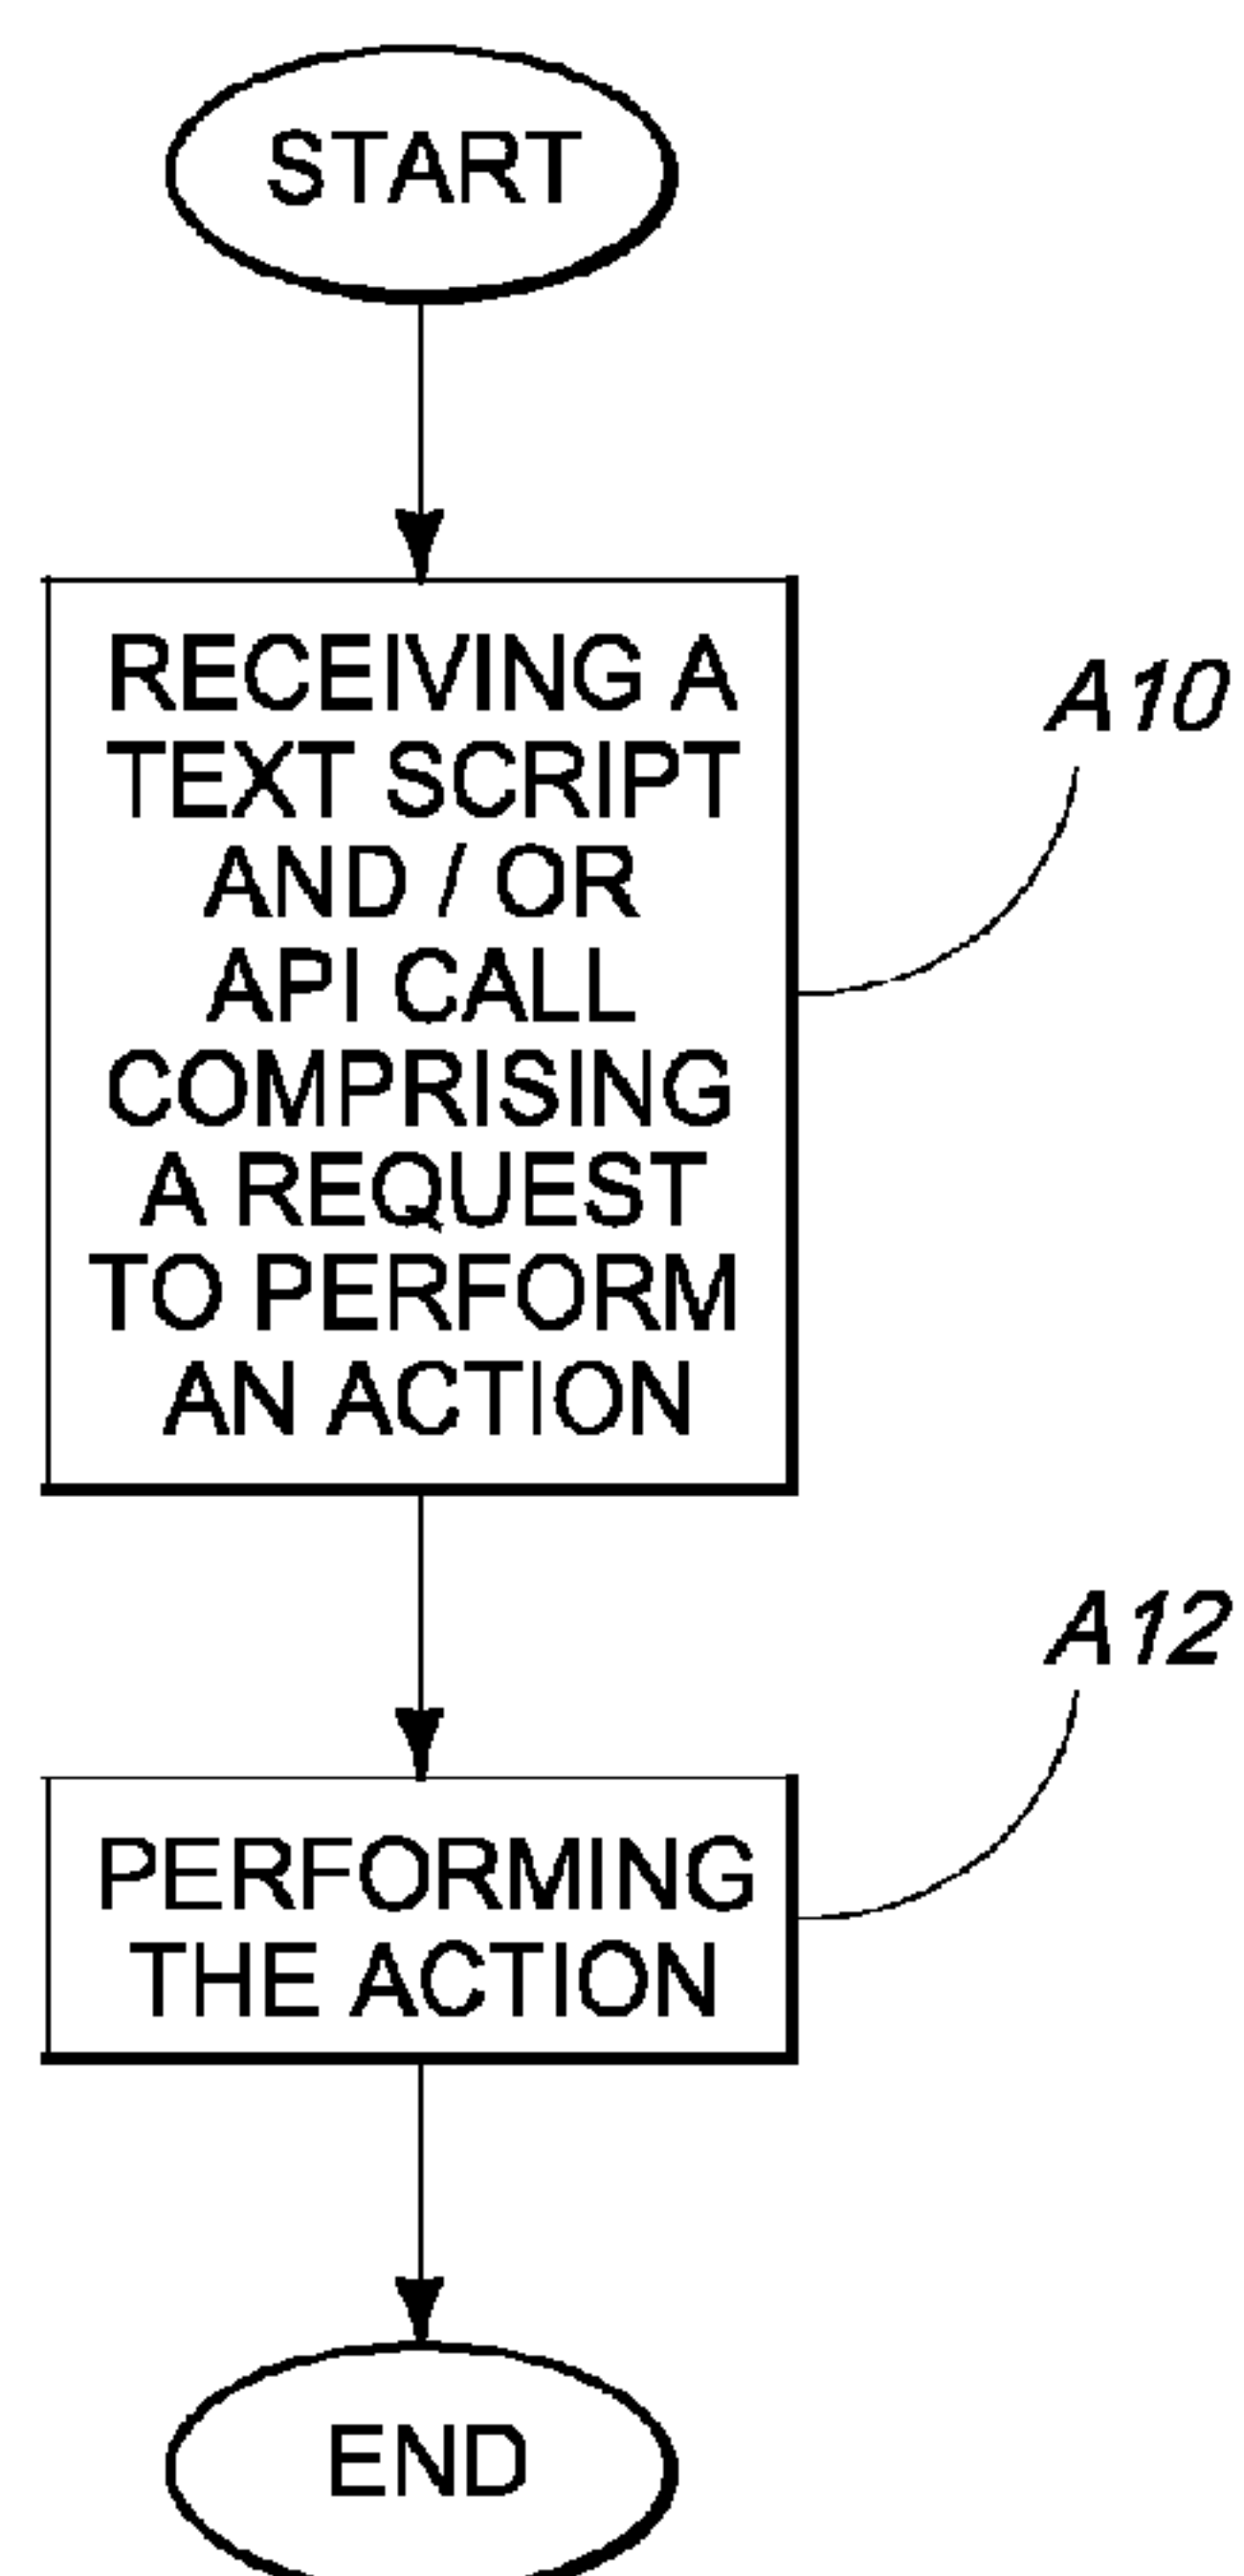 START
RECEIVING A
TEXT SCRIPT
AND / OR
API CALL
COMPRISING
A REQUEST
TO PERFORM
AN ACTION
A10
PERFORMING
THE ACTION
A12
END